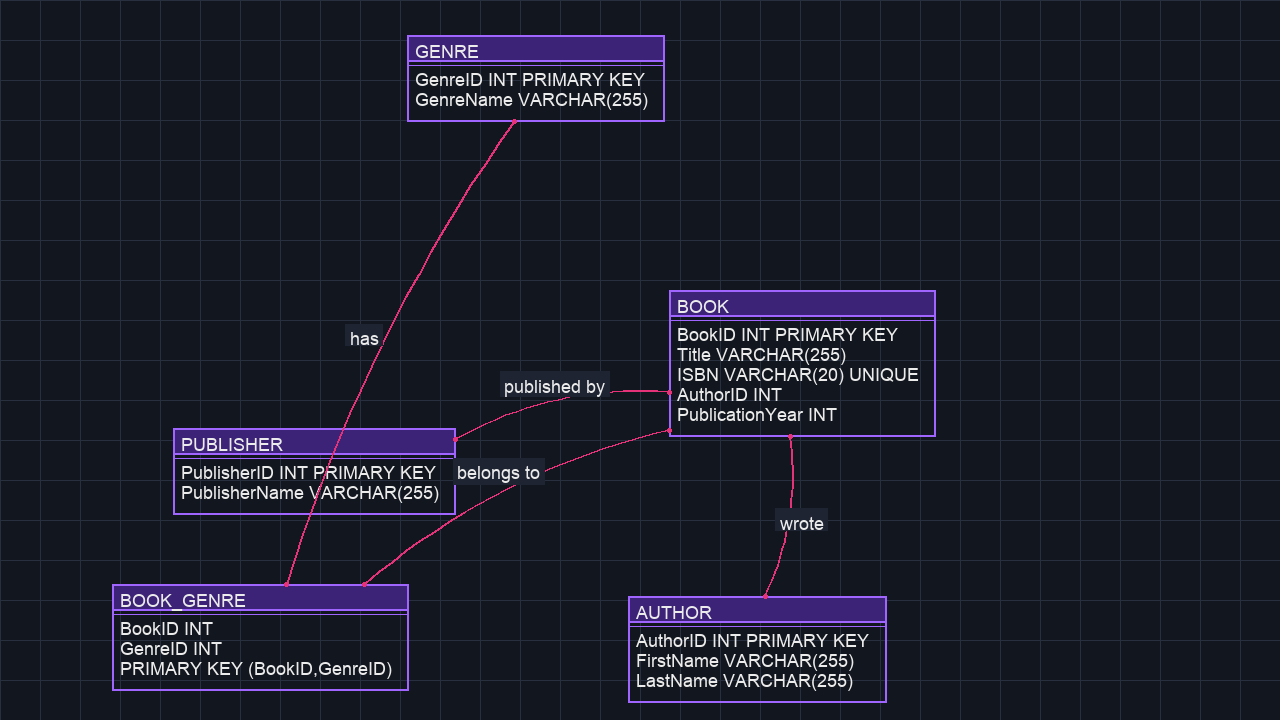 GENRE
GenreID INT PRIMARY KEY
GenreName VARCHAR(255)
BOOK
BookID INT PRIMARY KEY
Title VARCHAR(255)
ISBN VARCHAR(20) UNIQUE
AuthorID INT
PublicationYear INT
has
published by
PUBLISHER
PublisherID INT PRIMARY KEY
PublisherName VARCHAR(255)
belongs to
wrote
BOOK_GENRE
BookID INT
GenreID INT
PRIMARY KEY (BookID,GenreID)
AUTHOR
AuthorID INT PRIMARY KEY
FirstName VARCHAR(255)
LastName VARCHAR(255)